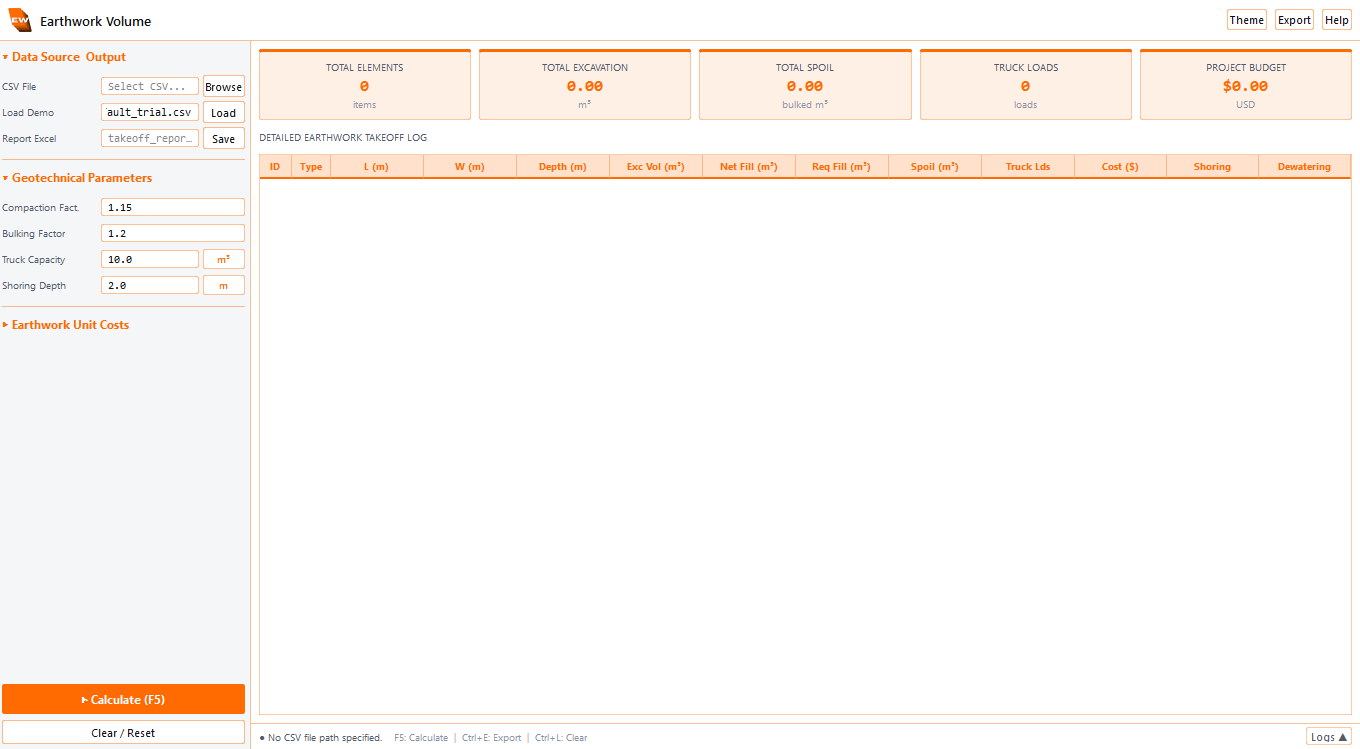 EW Earthwork Volume Theme Export Help
▾ Data Source Output
CSV File Select CSV... Browse
Load Demo ault_trial.csv Load
Report Excel takeoff_repor... Save
▾ Geotechnical Parameters
Compaction Fact. 1.15
Bulking Factor 1.2
Truck Capacity 10.0 m³
Shoring Depth 2.0 m
▸ Earthwork Unit Costs
▸ Calculate (F5)
Clear / Reset
TOTAL ELEMENTS
0
items
TOTAL EXCAVATION
0.00
m³
TOTAL SPOIL
0.00
bulked m³
TRUCK LOADS
0
loads
PROJECT BUDGET
$0.00
USD
DETAILED EARTHWORK TAKEOFF LOG
ID Type L (m) W (m) Depth (m) Exc Vol (m³) Net Fill (m³) Req Fill (m³) Spoil (m³) Truck Lds Cost ($) Shoring Dewatering
● No CSV file path specified. F5: Calculate | Ctrl+E: Export | Ctrl+L: Clear Logs ▲